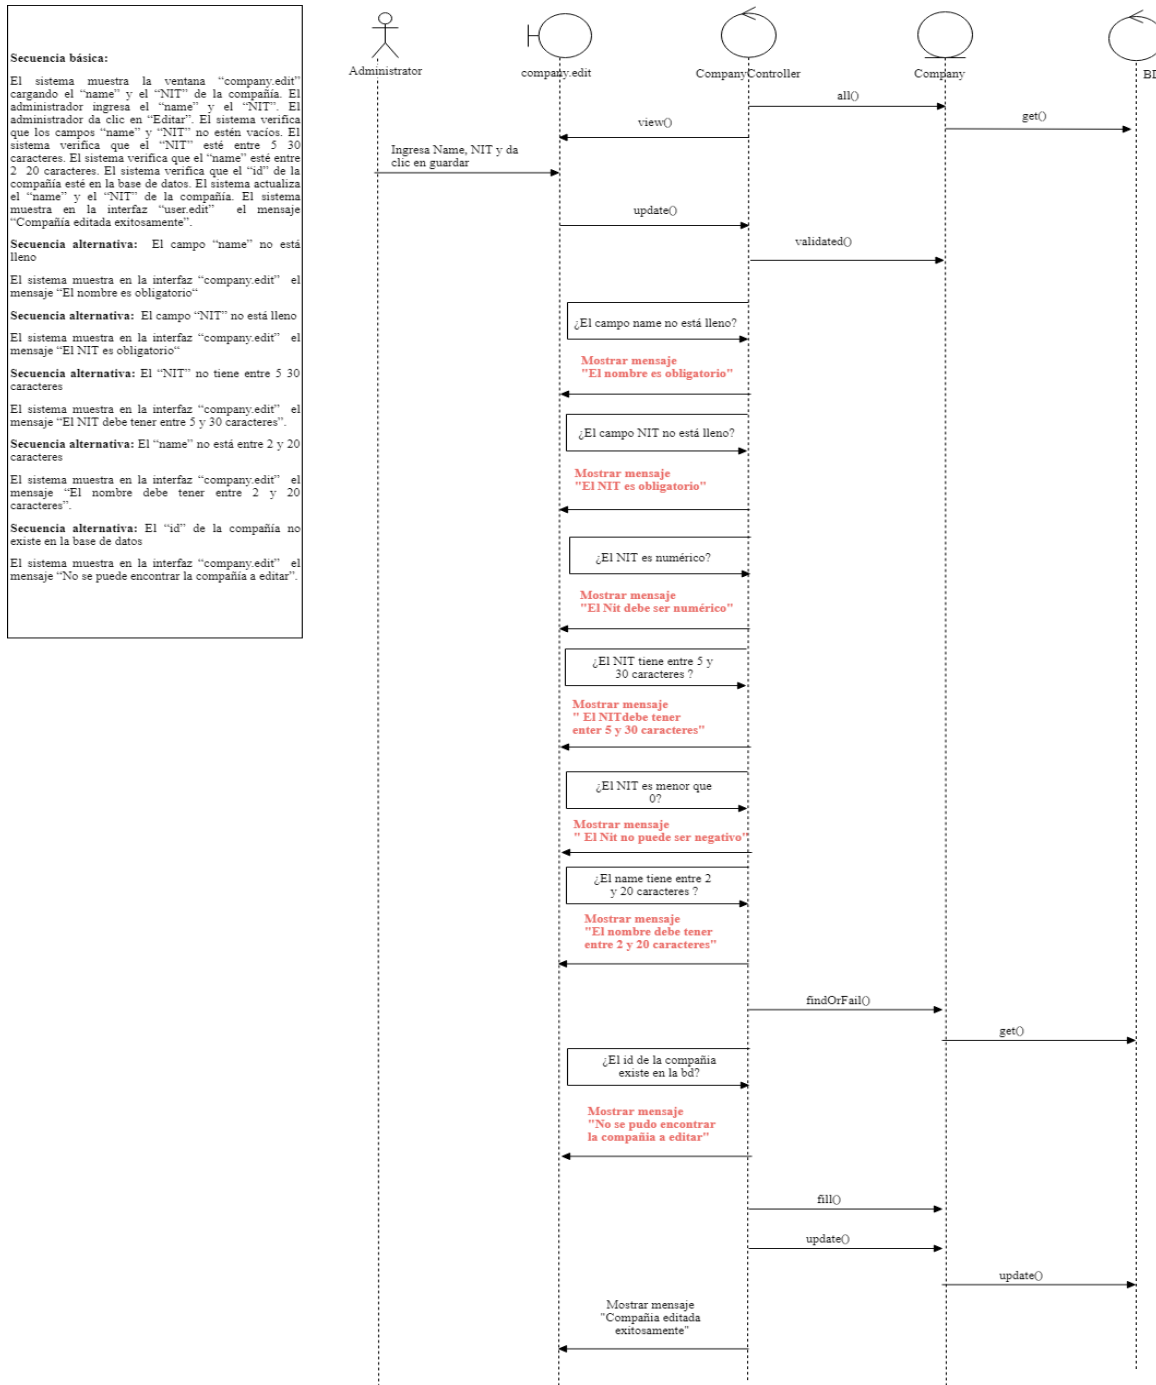 Secuencia básica:
El sistema muestra la ventana “company.edit”
cargando el “name” y el “NIT” de la compañía. El
administrador ingresa el “name” y el “NIT”. El
administrador da clic en “Editar”. El sistema verifica
que los campos “name” y “NIT” no estén vacíos. El
sistema verifica que el “NIT” esté entre 5 30
caracteres. El sistema verifica que el “name” esté entre
2 20 caracteres. El sistema verifica que el “id” de la
compañía esté en la base de datos. El sistema actualiza
el “name” y el “NIT” de la compañía. El sistema
muestra en la interfaz “user.edit” el mensaje
“Compañía editada exitosamente”.
Secuencia alternativa: El campo “name” no está
lleno
El sistema muestra en la interfaz “company.edit” el
mensaje “El nombre es obligatorio“
Secuencia alternativa: El campo “NIT” no está lleno
El sistema muestra en la interfaz “company.edit” el
mensaje “El NIT es obligatorio“
Secuencia alternativa: El “NIT” no tiene entre 5 30
caracteres
El sistema muestra en la interfaz “company.edit” el
mensaje “El NIT debe tener entre 5 y 30 caracteres”.
Secuencia alternativa: El “name” no está entre 2 y 20
caracteres
El sistema muestra en la interfaz “company.edit” el
mensaje “El nombre debe tener entre 2 y 20
caracteres”.
Secuencia alternativa: El “id” de la compañía no
existe en la base de datos
El sistema muestra en la interfaz “company.edit” el
mensaje “No se puede encontrar la compañía a editar”.
Administrator
company.edit
CompanyController
Company
BD
all()
get()
view()
Ingresa Name, NIT y da
clic en guardar
update()
validated()
¿El campo name no está lleno?
Mostrar mensaje
"El nombre es obligatorio"
¿El campo NIT no está lleno?
Mostrar mensaje
"El NIT es obligatorio"
¿El NIT es numérico?
Mostrar mensaje
"El Nit debe ser numérico"
¿El NIT tiene entre 5 y
30 caracteres ?
Mostrar mensaje
" El NITdebe tener
enter 5 y 30 caracteres"
¿El NIT es menor que
0?
Mostrar mensaje
" El Nit no puede ser negativo"
¿El name tiene entre 2
y 20 caracteres ?
Mostrar mensaje
"El nombre debe tener
entre 2 y 20 caracteres"
findOrFail()
get()
¿El id de la compañia
existe en la bd?
Mostrar mensaje
"No se pudo encontrar
la compañia a editar"
fill()
update()
update()
Mostrar mensaje
"Compañia editada
exitosamente"